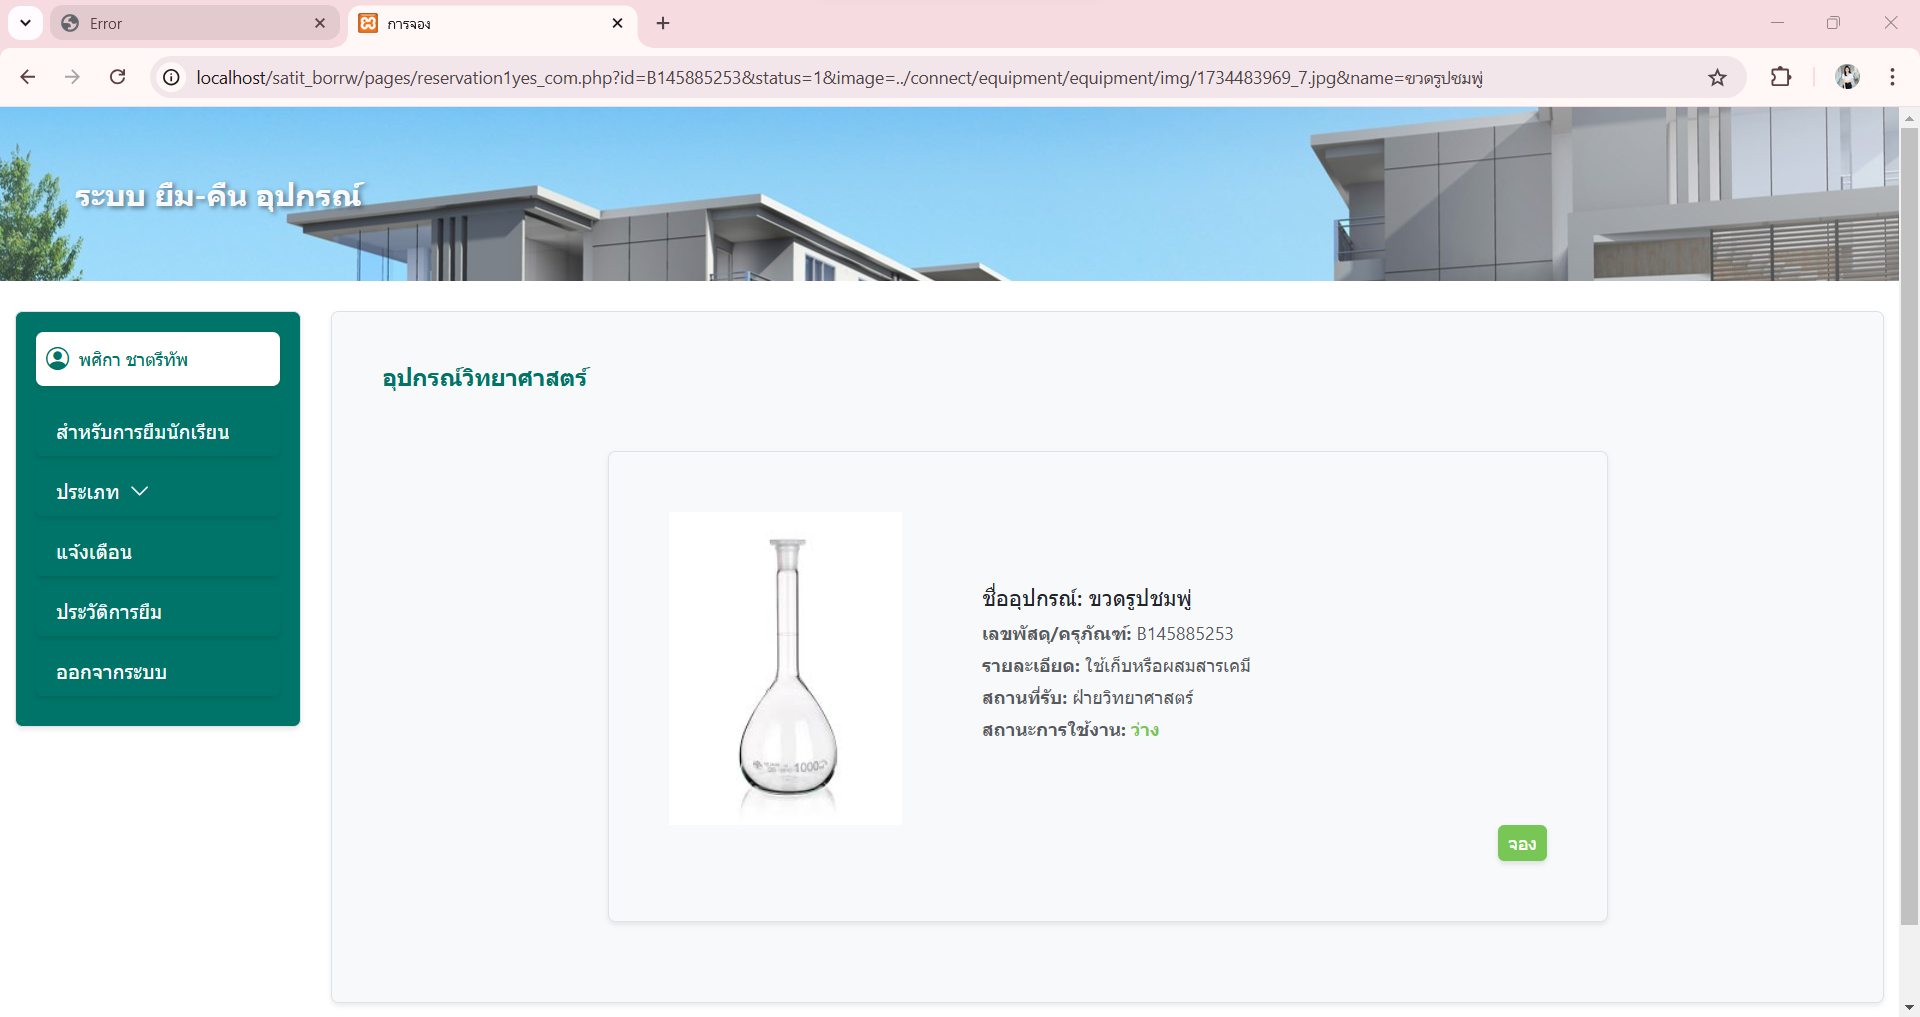 Error
การจอง
localhost/satit_borrw/pages/reservation1yes_com.php?id=B145885253&status=1&image=../connect/equipment/equipment/img/1734483969_7.jpg&name=ขวดรูปชมพู่
ระบบ ยืม-คืน อุปกรณ์
พศิกา ชาตรีทัพ
สำหรับการยืมนักเรียน
ประเภท
แจ้งเตือน
ประวัติการยืม
ออกจากระบบ
อุปกรณ์วิทยาศาสตร์
1000
ชื่ออุปกรณ์: ขวดรูปชมพู่
เลขพัสดุ/ครุภัณฑ์: B145885253
รายละเอียด: ใช้เก็บหรือผสมสารเคมี
สถานที่รับ: ฝ่ายวิทยาศาสตร์
สถานะการใช้งาน: ว่าง
จอง